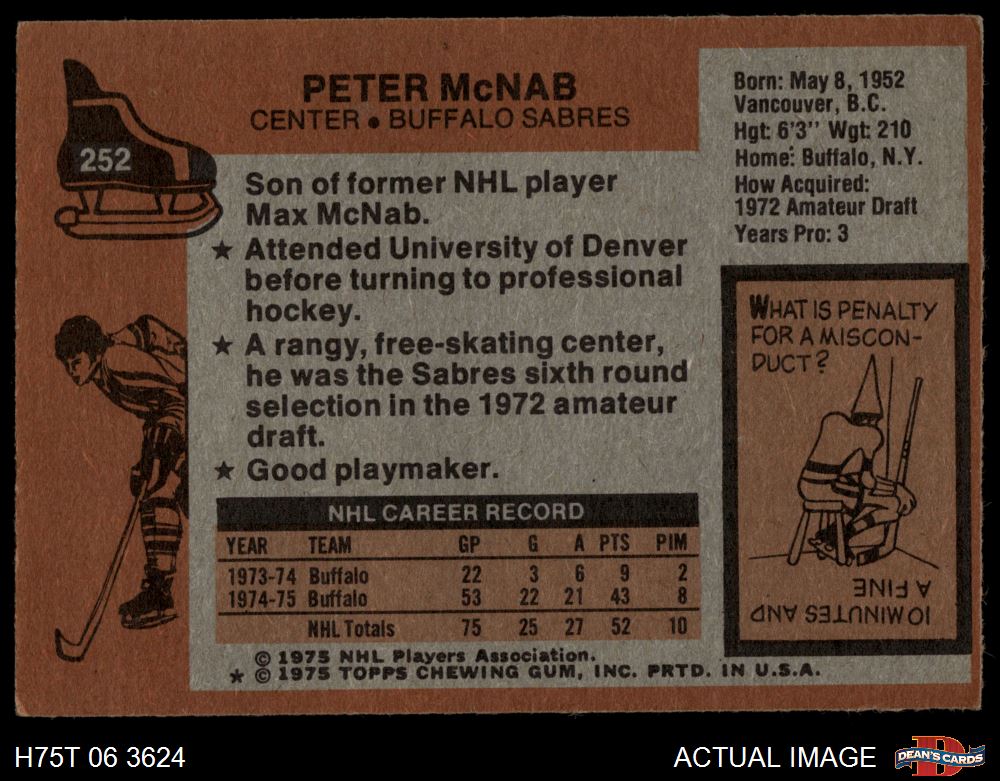 252
PETER McNAB
CENTER • BUFFALO SABRES
Born: May 8, 1952
Vancouver, B.C.
Hgt: 6'3'' Wgt: 210
Home: Buffalo, N.Y.
How Acquired:
1972 Amateur Draft
Years Pro: 3
Son of former NHL player
Max McNab.
★ Attended University of Denver
before turning to professional
hockey.
★ A rangy, free-skating center,
he was the Sabres sixth round
selection in the 1972 amateur
draft.
★ Good playmaker.
NHL CAREER RECORD
YEAR TEAM GP G A PTS PIM
1973-74 Buffalo 22 3 6 9 2
1974-75 Buffalo 53 22 21 43 8
NHL Totals 75 25 27 52 10
© 1975 NHL Players Association.
★ © 1975 TOPPS CHEWING GUM, INC. PRTD. IN U.S.A.
WHAT IS PENALTY
FOR A MISCON-
DUCT?
10 MINUTES AND
A FINE
H75T 06 3624
ACTUAL IMAGE
DEAN'S CARDS